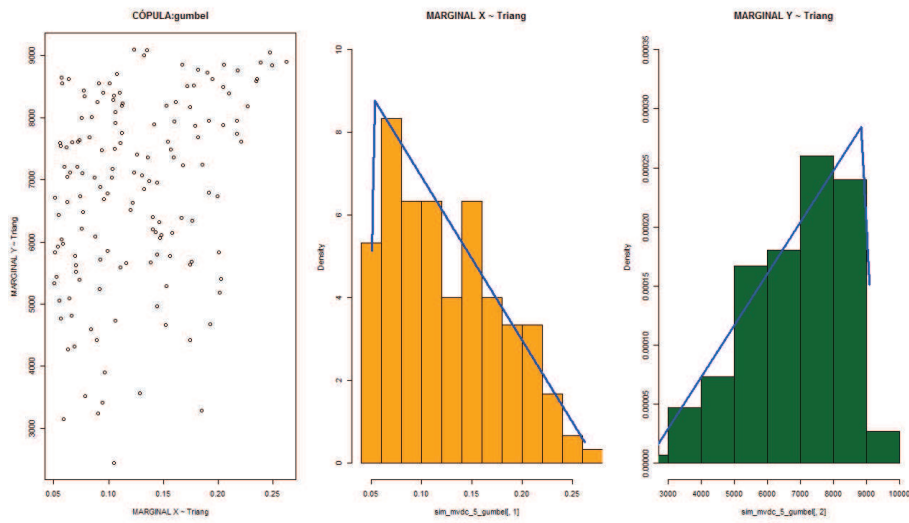 CÓPULA:gumbel
MARGINAL Y ~ Triang
9000
8000
7000
6000
5000
4000
3000
0.05 0.10 0.15 0.20 0.25
MARGINAL X ~ Triang
MARGINAL X ~ Triang
Density
10
8
6
4
2
0
0.05 0.10 0.15 0.20 0.25
sim_mvdc_5_gumbel[, 1]
MARGINAL Y ~ Triang
Density
0.00035
0.00030
0.00025
0.00020
0.00015
0.00010
0.00005
0.00000
3000 4000 5000 6000 7000 8000 9000 10000
sim_mvdc_5_gumbel[, 2]